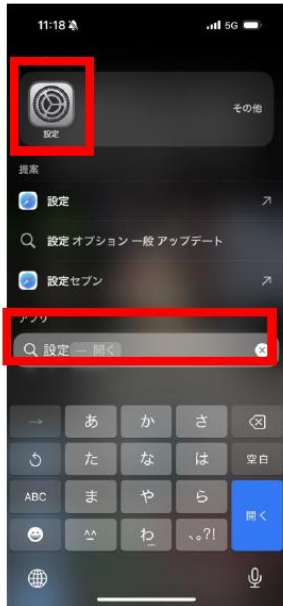 11:18 5G
設定
その他
提案
設定
設定 オプション 一般 アップデート
設定セブン
アプリ
設定 — 開く
→ あ か さ
た な は 空白
ABC ま や ら
^^ わ_ 、。?! 開く